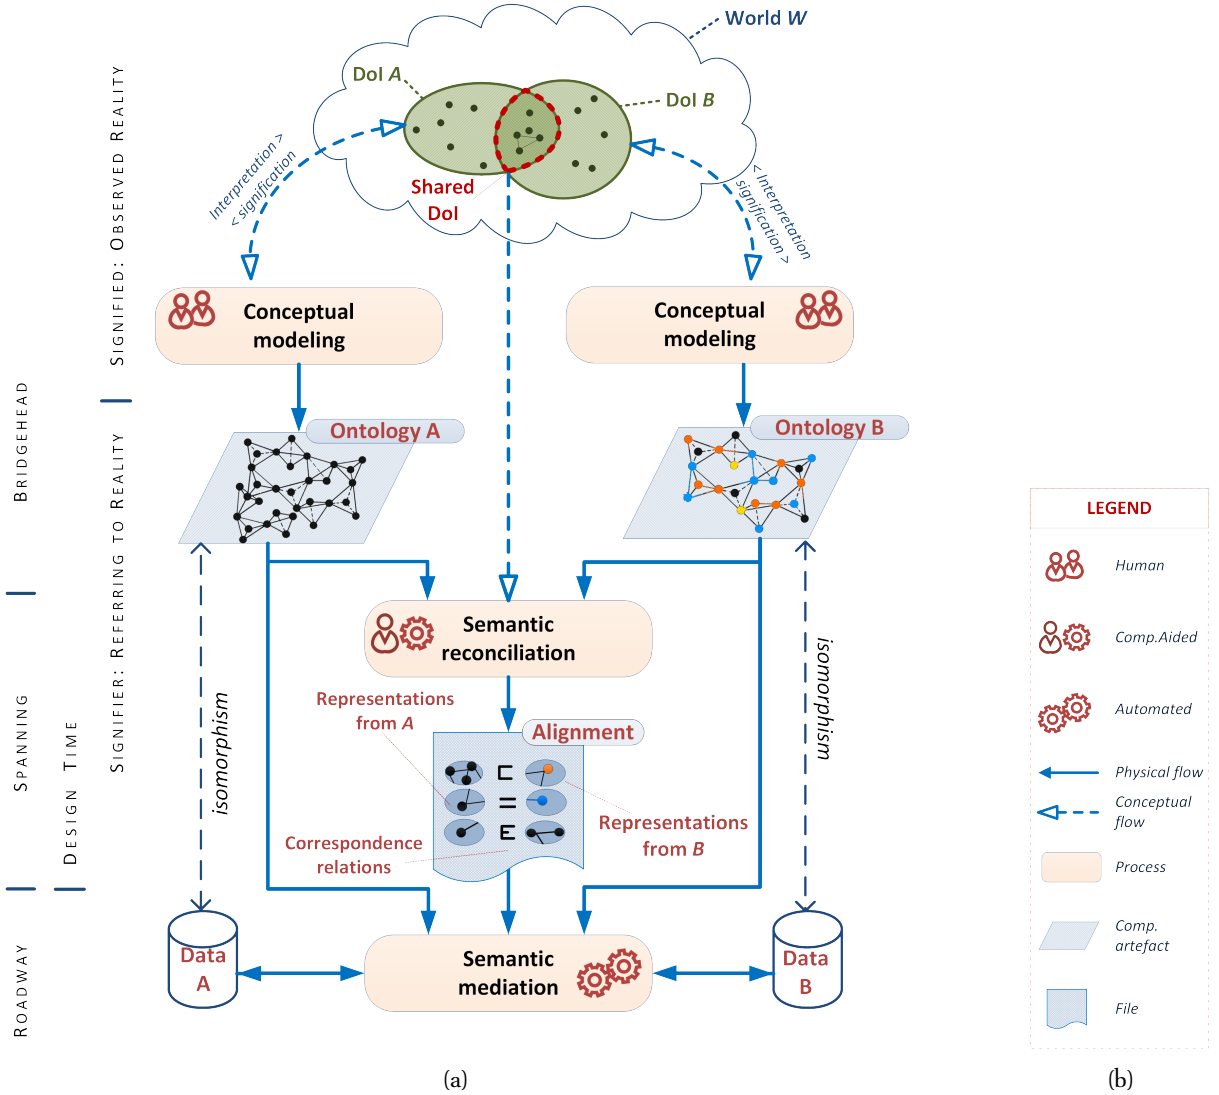 World W
DoI A
DoI B
Shared
DoI
Interpretation >
< signification
< Interpretation
signification >
SIGNIFIED: OBSERVED REALITY
Conceptual
modeling
Conceptual
modeling
BRIDGEHEAD
SIGNIFIER: REFERRING TO REALITY
Ontology A
Ontology B
Semantic
reconciliation
isomorphism
isomorphism
SPANNING
DESIGN TIME
Representations
from A
Alignment
⊏
=
∃
Representations
from B
Correspondence
relations
ROADWAY
Data
A
Semantic
mediation
Data
B
(a)
LEGEND
Human
Comp.Aided
Automated
Physical flow
Conceptual
flow
Process
Comp.
artefact
File
(b)